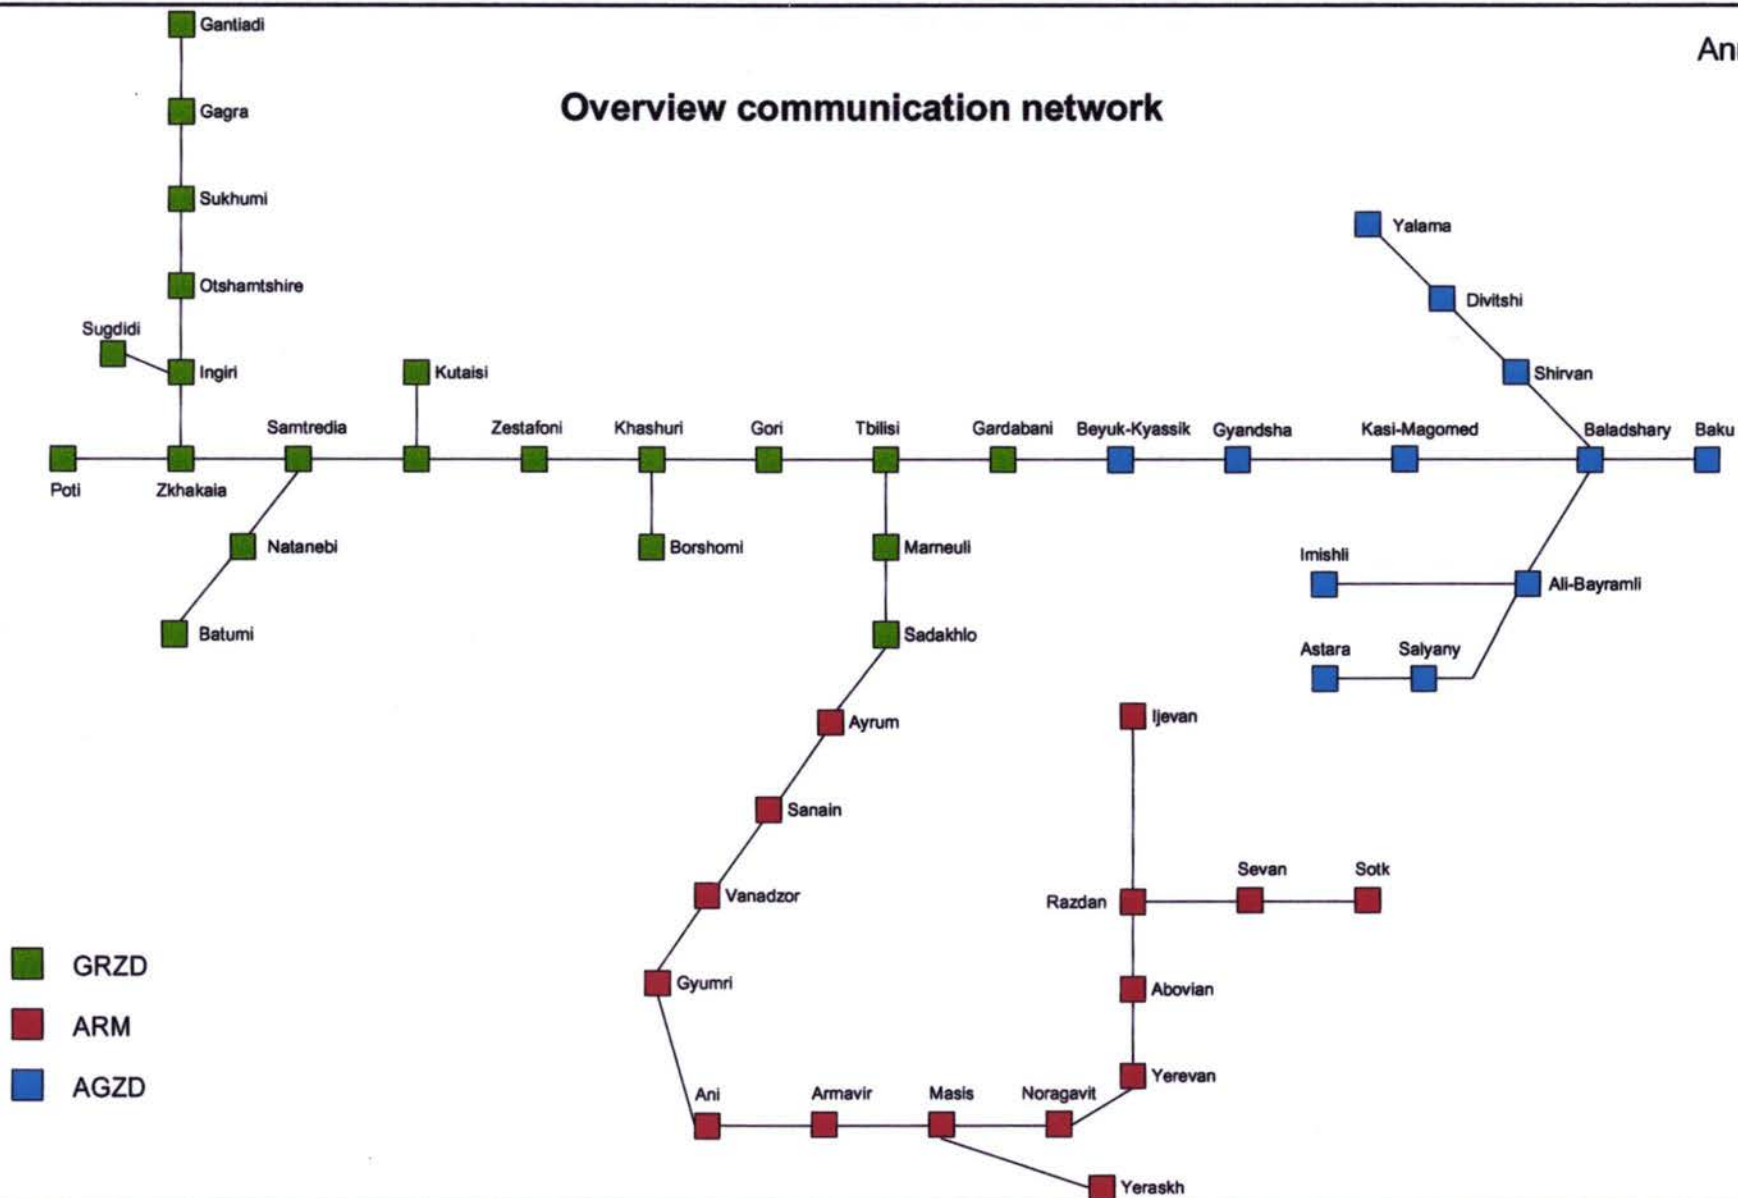 Gantiadi
Overview communication network
Gagra
Sukhumi
Yalama
Otshamtshire
Divitshi
Sugdidi
Ingiri
Kutaisi
Shirvan
Samtredia
Zestafoni
Khashuri
Gori
Tbilisi
Gardabani
Beyuk-Kyassik
Gyandsha
Kasi-Magomed
Baladshary
Baku
Poti
Zkhakaia
Natanebi
Borshomi
Marneuli
Imishli
Ali-Bayramli
Batumi
Sadakhlo
Astara
Salyany
Ayrum
Ijevan
Sanain
Sevan
Sotk
Vanadzor
Razdan
GRZD
Gyumri
Abovian
ARM
Yerevan
AGZD
Ani
Armavir
Masis
Noragavit
Yeraskh